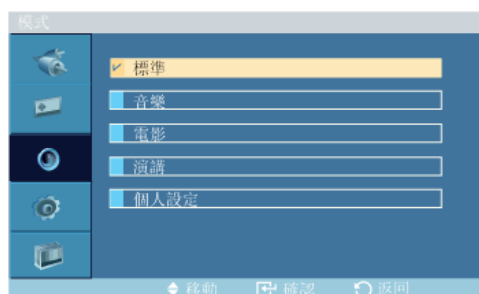 模式
標準
音樂
電影
演講
個人設定
移動 確認 返回